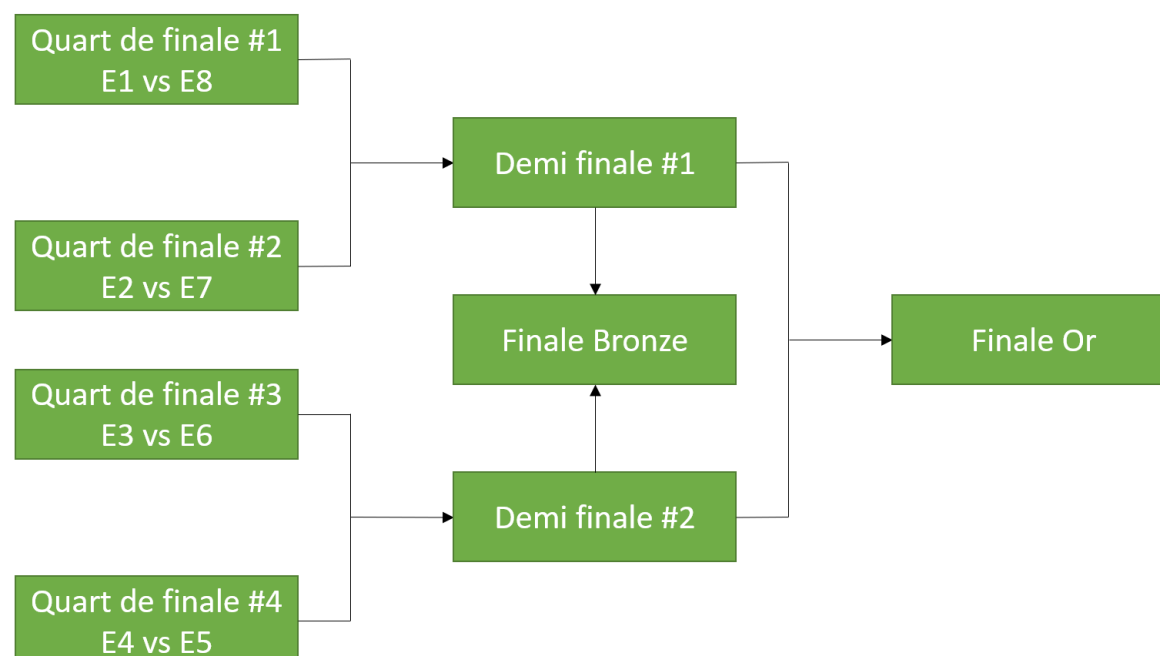 Quart de finale #1
E1 vs E8
Quart de finale #2
E2 vs E7
Quart de finale #3
E3 vs E6
Quart de finale #4
E4 vs E5
Demi finale #1
Finale Bronze
Demi finale #2
Finale Or